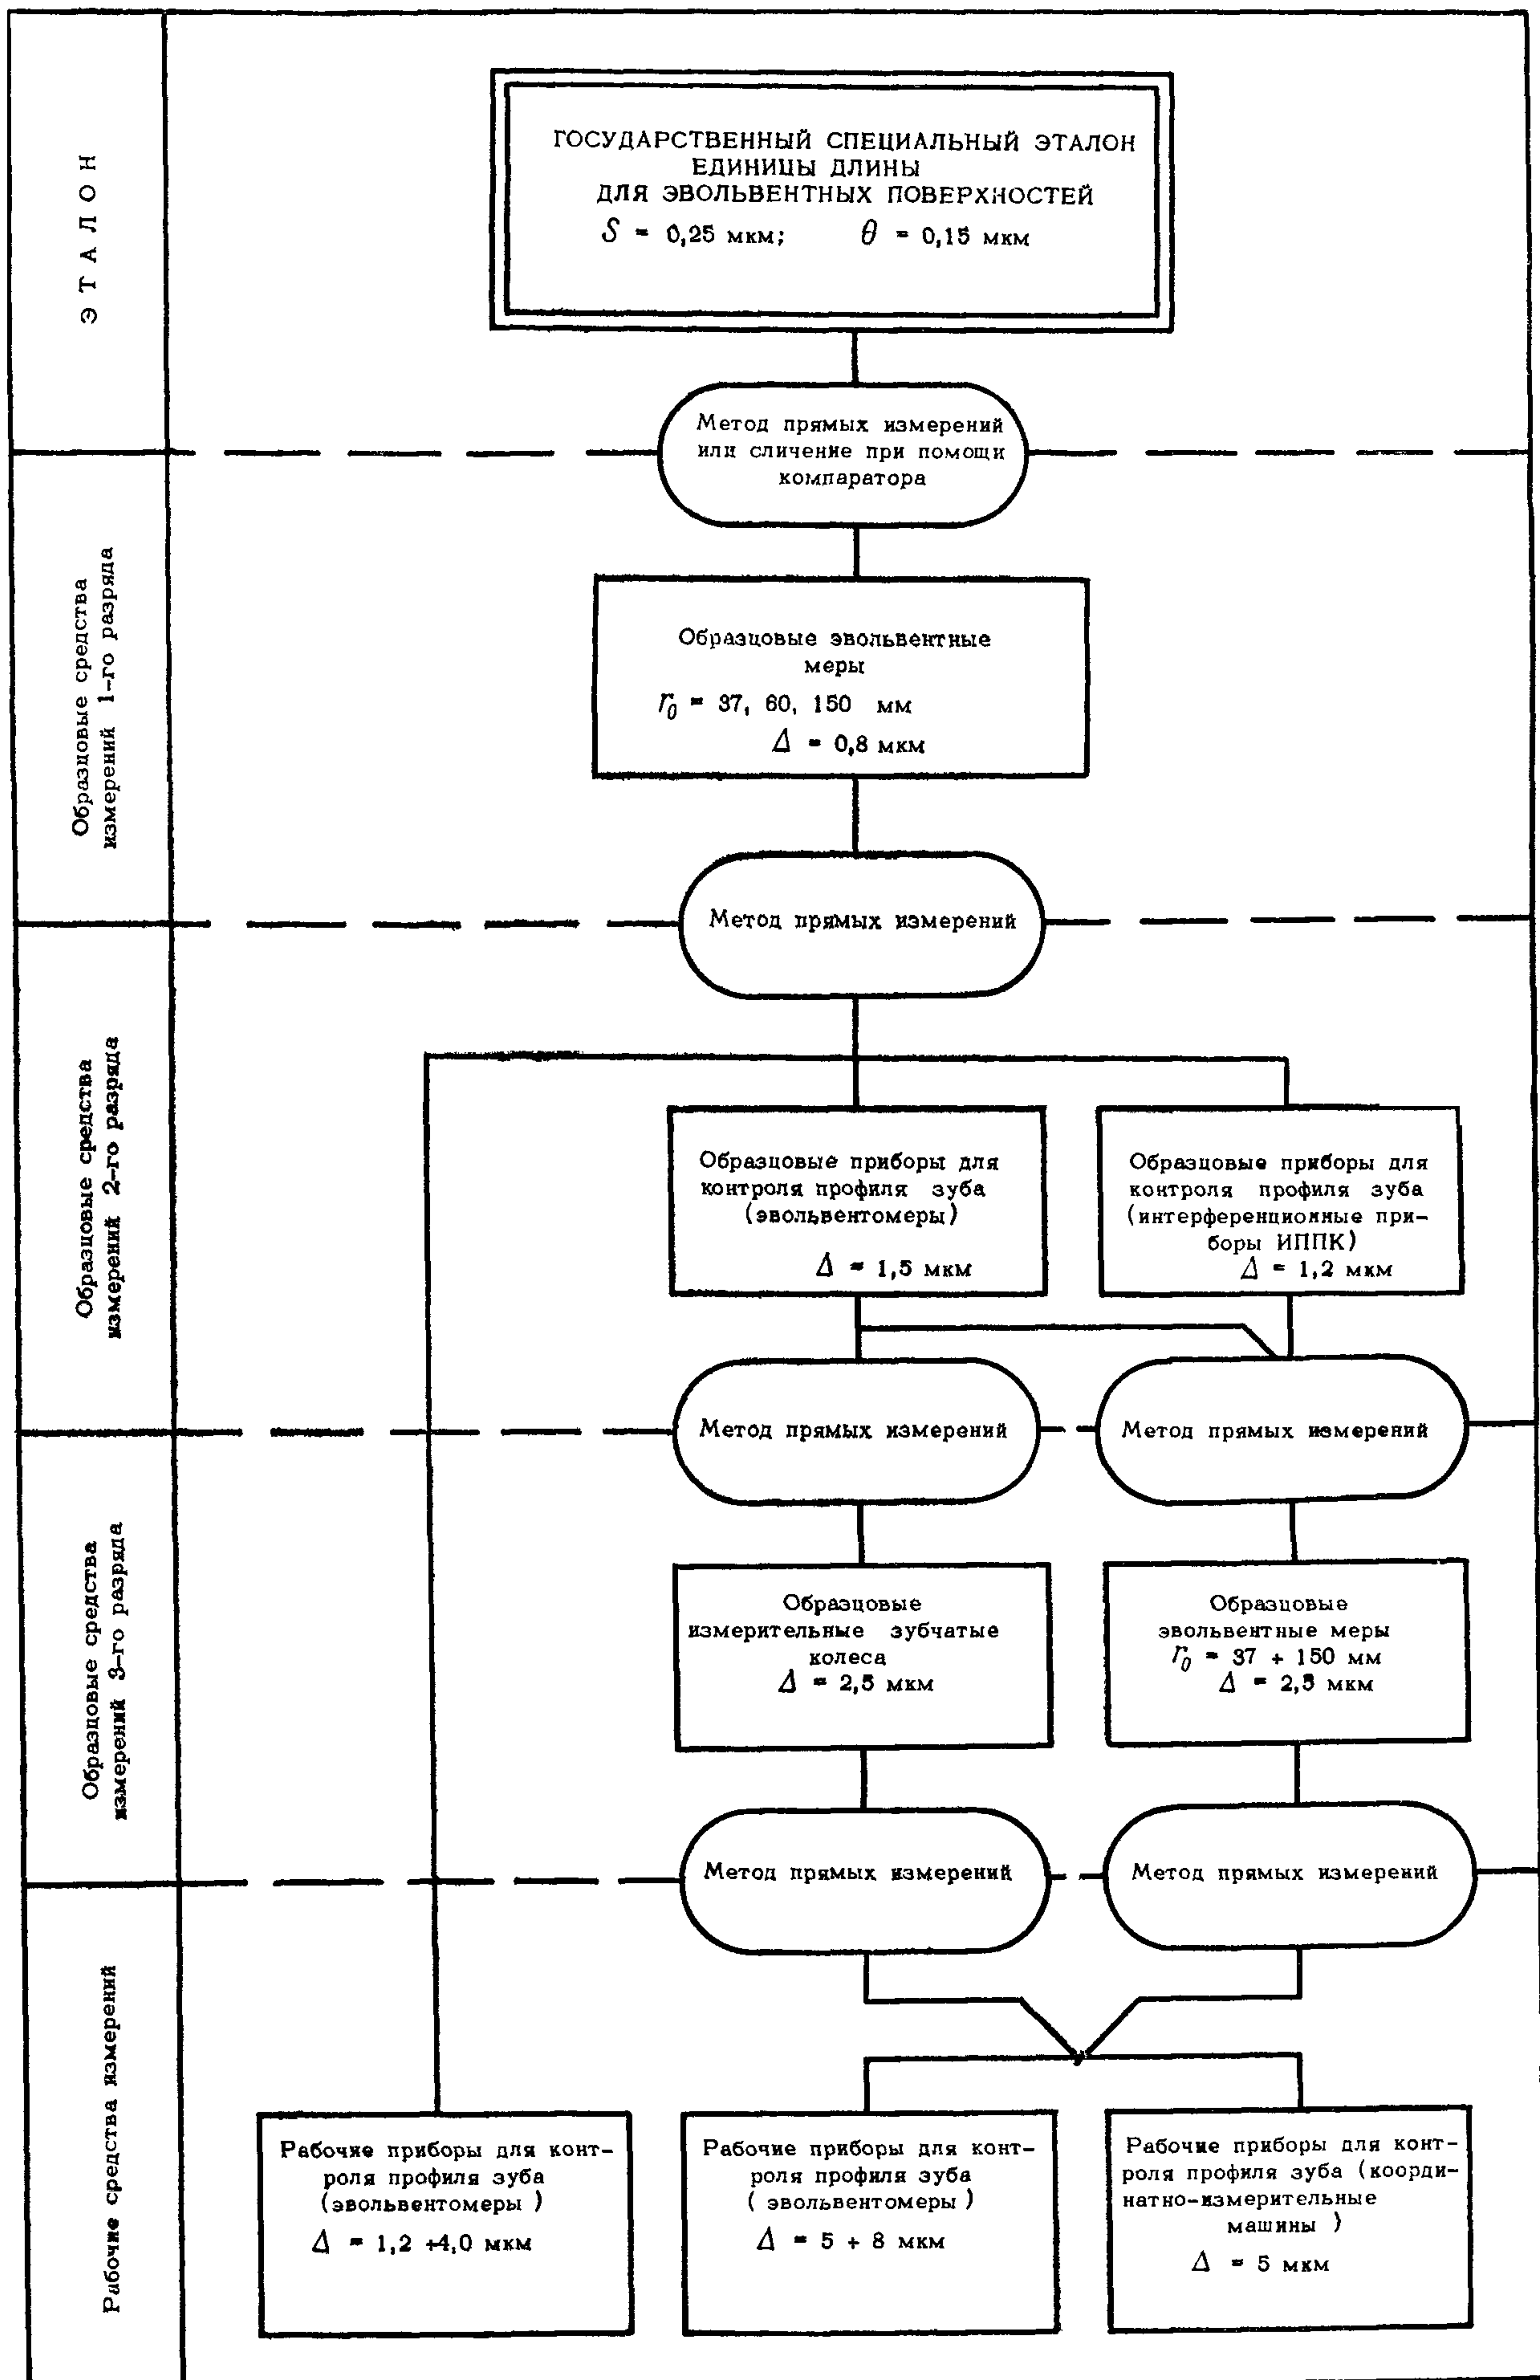 ЭТАЛОН
ГОСУДАРСТВЕННЫЙ СПЕЦИАЛЬНЫЙ ЭТАЛОН
ЕДИНИЦЫ ДЛИНЫ
ДЛЯ ЭВОЛЬВЕНТНЫХ ПОВЕРХНОСТЕЙ
S = 0,25 мкм; θ = 0,15 мкм
Метод прямых измерений
или сличение при помощи
компаратора
Образцовые средства
измерений 1-го разряда
Образцовые эвольвентные
меры
r₀ = 37, 60, 150 мм
Δ = 0,8 мкм
Метод прямых измерений
Образцовые средства
измерений 2-го разряда
Образцовые приборы для
контроля профиля зуба
(эвольвентомеры)
Δ = 1,5 мкм
Образцовые приборы для
контроля профиля зуба
(интерференционные при-
боры ИППК)
Δ = 1,2 мкм
Метод прямых измерений
Метод прямых измерений
Образцовые средства
измерений 3-го разряда
Образцовые
измерительные зубчатые
колеса
Δ = 2,5 мкм
Образцовые
эвольвентные меры
r₀ = 37 + 150 мм
Δ = 2,5 мкм
Метод прямых измерений
Метод прямых измерений
Рабочие средства измерений
Рабочие приборы для конт-
роля профиля зуба
(эвольвентомеры )
Δ = 1,2 +4,0 мкм
Рабочие приборы для конт-
роля профиля зуба
( эвольвентомеры )
Δ = 5 + 8 мкм
Рабочие приборы для конт-
роля профиля зуба (коорди-
натно-измерительные
машины )
Δ = 5 мкм